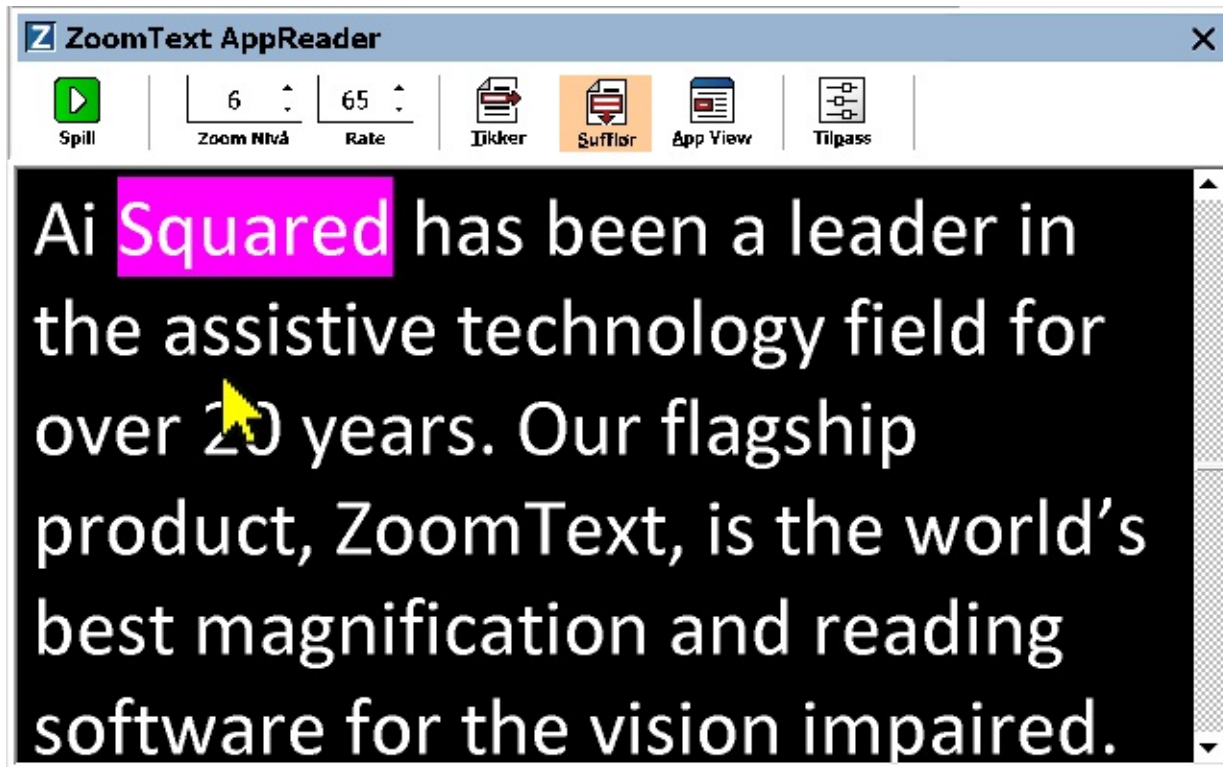 ZoomText AppReader
6 65
Spill Zoom Nivå Rate Tikker Sufflør App View Tilpass
Ai Squared has been a leader in
the assistive technology field for
over 20 years. Our flagship
product, ZoomText, is the world’s
best magnification and reading
software for the vision impaired.